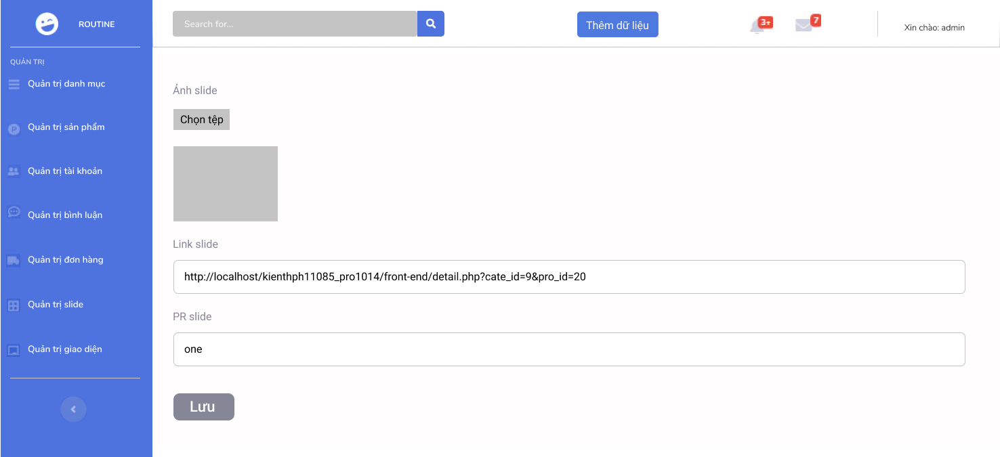 ROUTINE
Search for...
Thêm dữ liệu
3+
7
Xin chào: admin
QUẢN TRỊ
Quản trị danh mục
Quản trị sản phẩm
Quản trị tài khoản
Quản trị bình luận
Quản trị đơn hàng
Quản trị slide
Quản trị giao diện
Ảnh slide
Chọn tệp
Link slide
http://localhost/kienthph11085_pro1014/front-end/detail.php?cate_id=9&pro_id=20
PR slide
one
Lưu